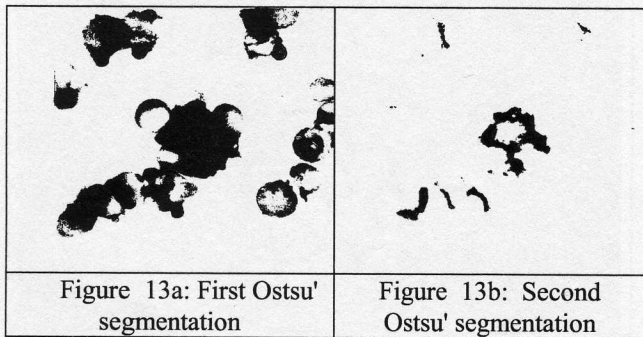 Figure 13a: First Ostsu'
segmentation
Figure 13b: Second
Ostsu' segmentation